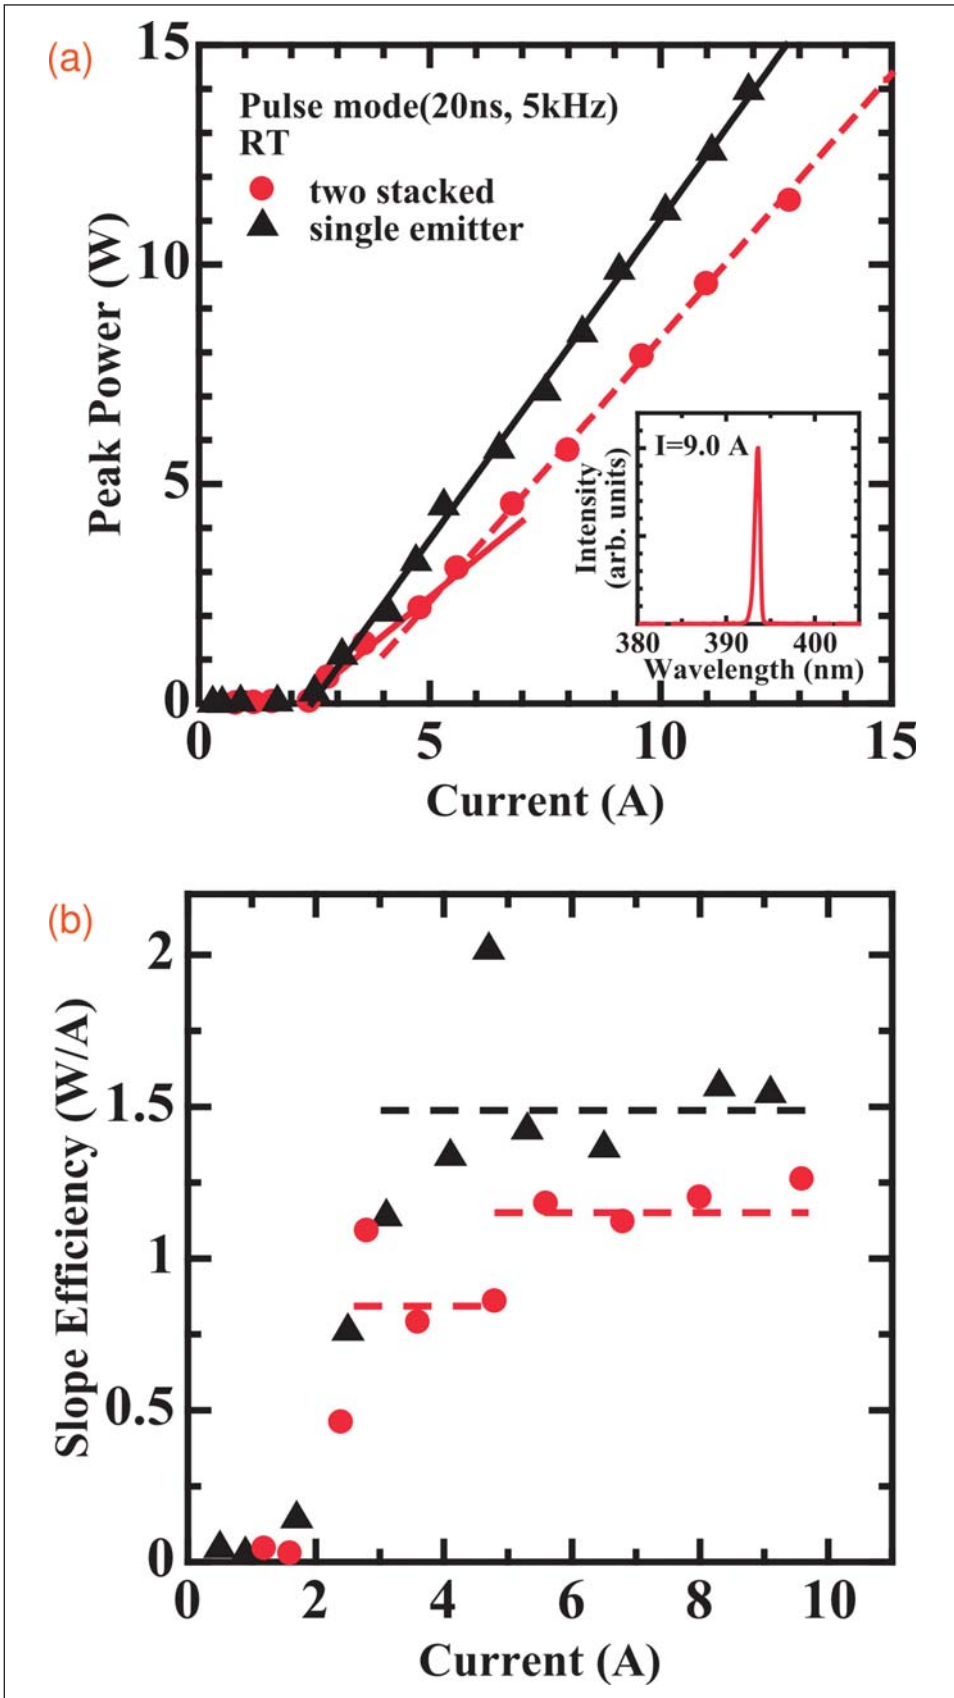 (a)
15
10
5
0
Peak Power (W)
Pulse mode(20ns, 5kHz)
RT
two stacked
single emitter
I=9.0 A
Intensity
(arb. units)
380 390 400
Wavelength (nm)
0 5 10 15
Current (A)
(b)
2
1.5
1
0.5
0
Slope Efficiency (W/A)
0 2 4 6 8 10
Current (A)